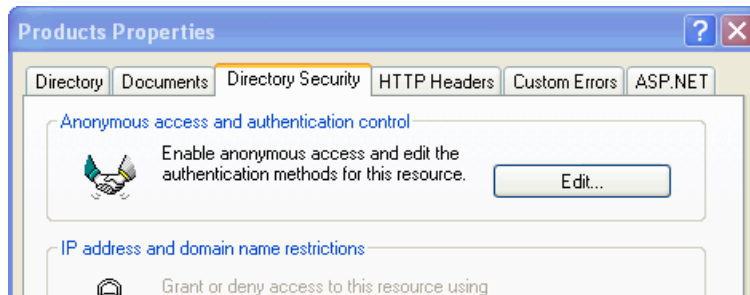 Products Properties
Directory Documents Directory Security HTTP Headers Custom Errors ASP.NET
Anonymous access and authentication control
Enable anonymous access and edit the
authentication methods for this resource.
Edit...
IP address and domain name restrictions
Grant or deny access to this resource using